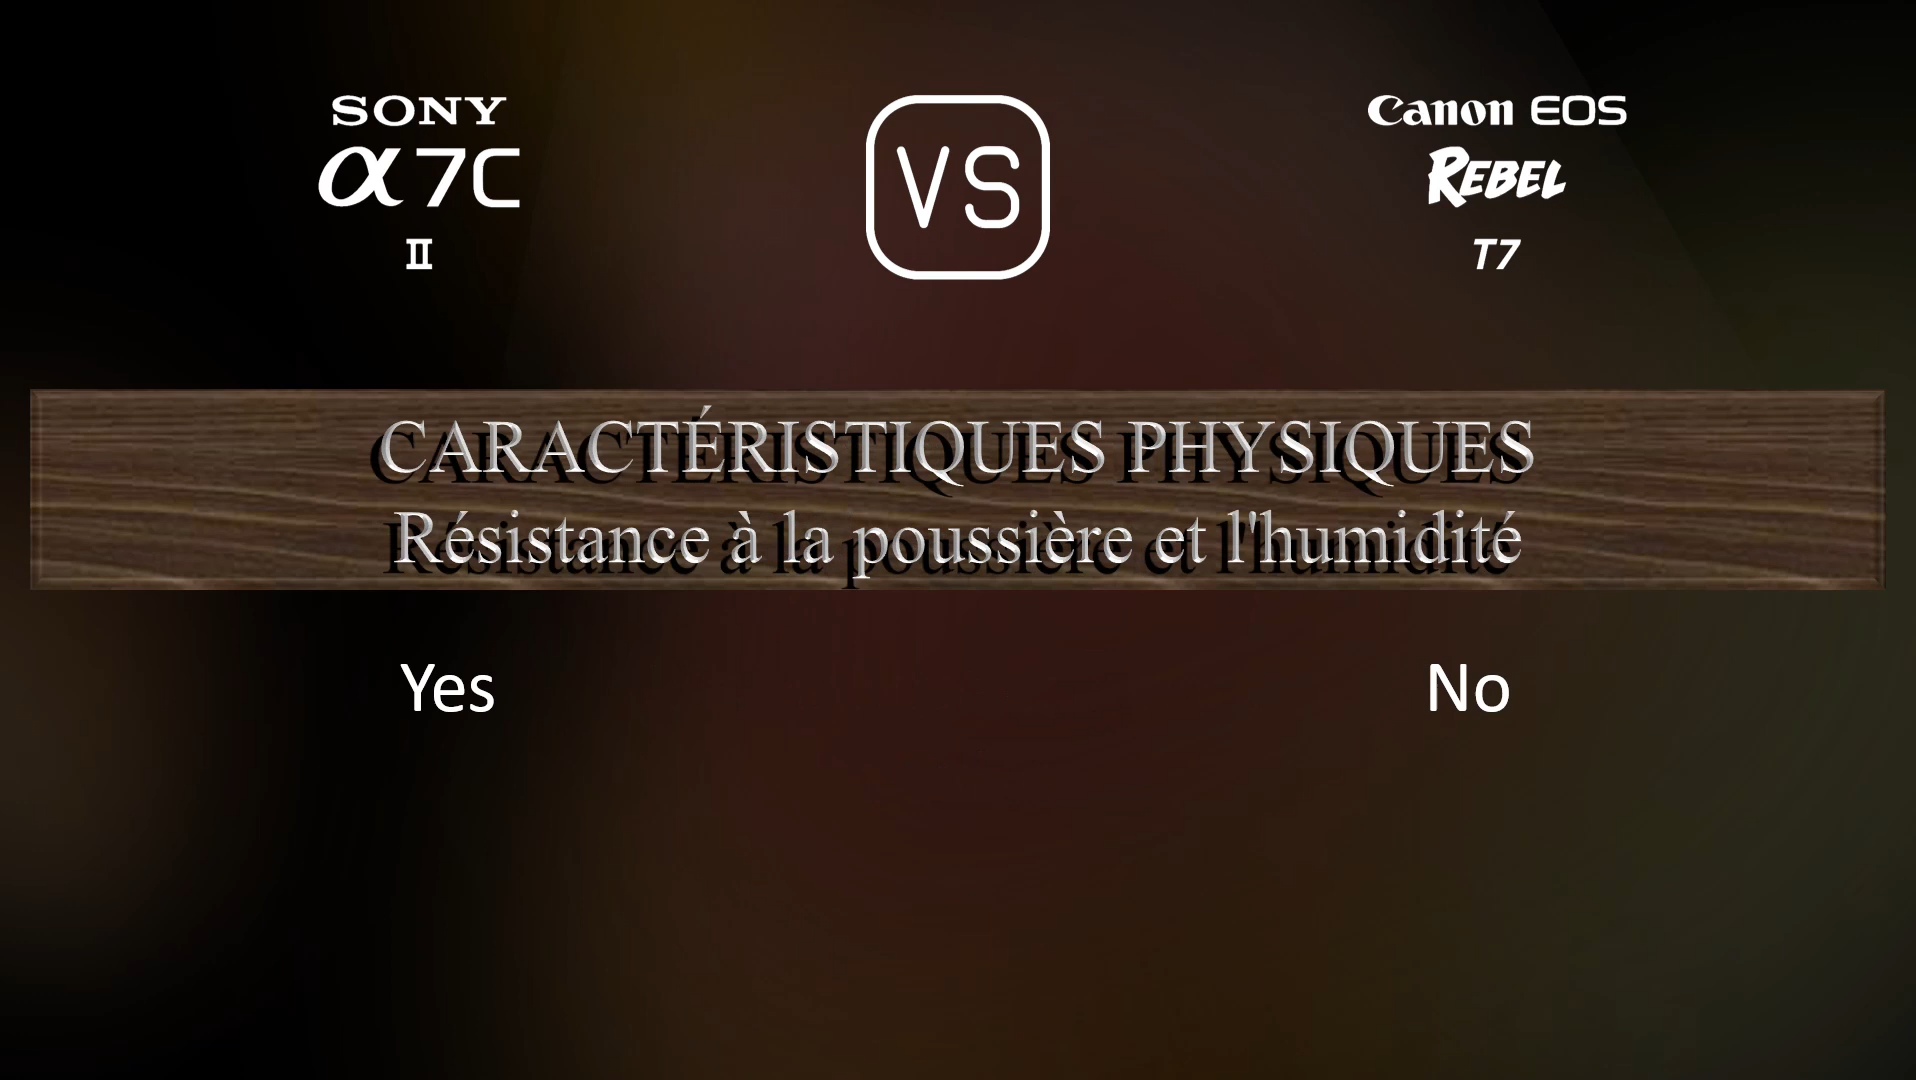 SONY
α7C
II
VS
Canon EOS
REBEL
T7
CARACTÉRISTIQUES PHYSIQUES
Résistance à la poussière et l'humidité
Yes
No